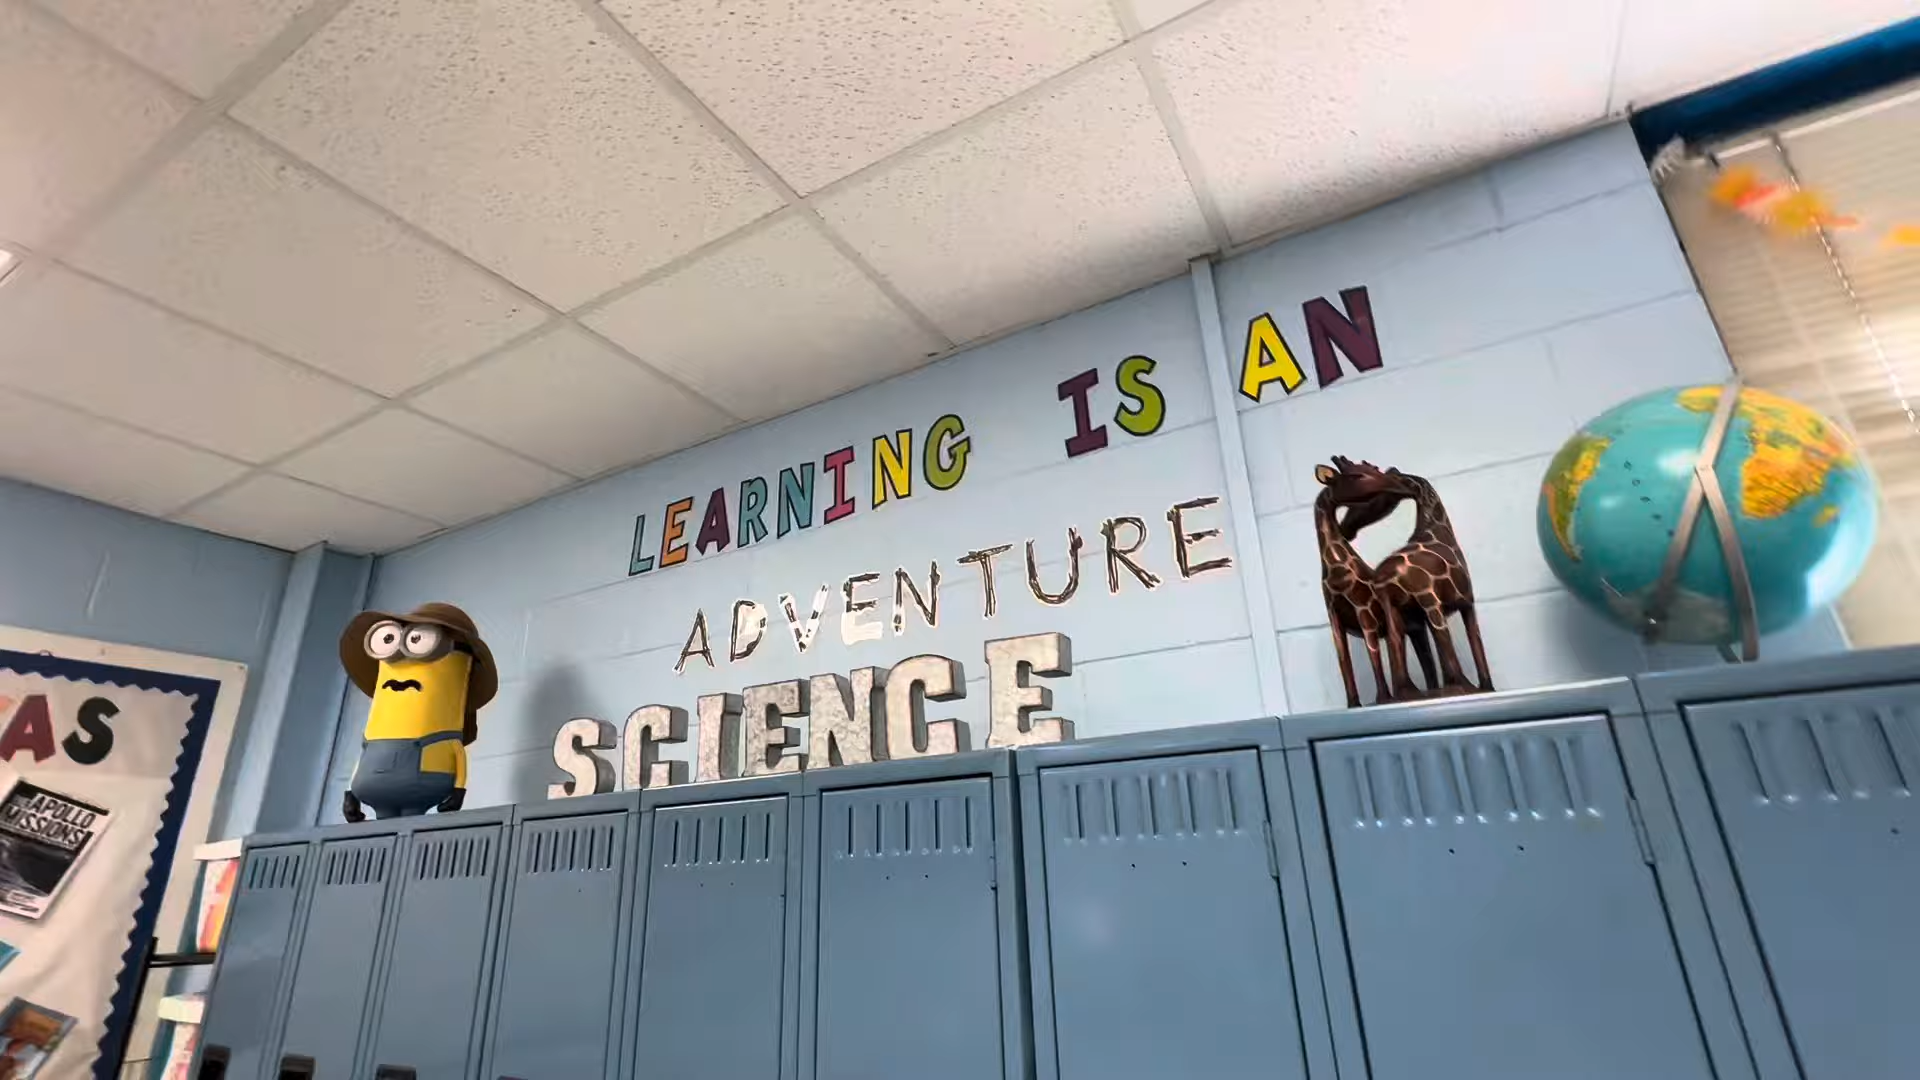 LEARNING IS AN
ADVENTURE
SCIENCE
AS
APOLLO
MISSIONS